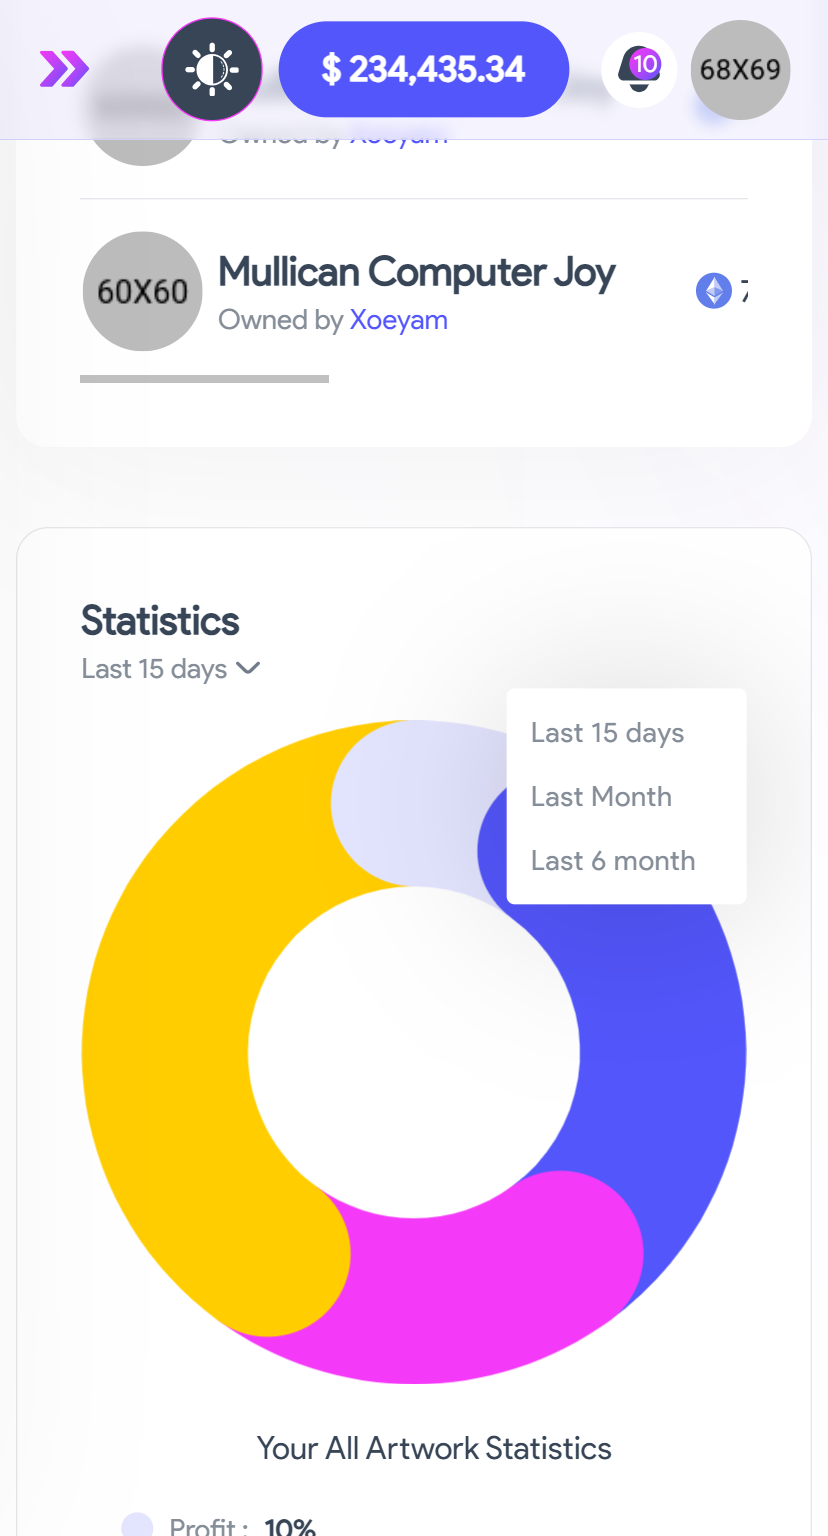 $ 234,435.34
10
68X69
Owned by Xoeyam
60X60
Mullican Computer Joy
Owned by Xoeyam
Statistics
Last 15 days
Last 15 days
Last Month
Last 6 month
Your All Artwork Statistics
Profit : 10%